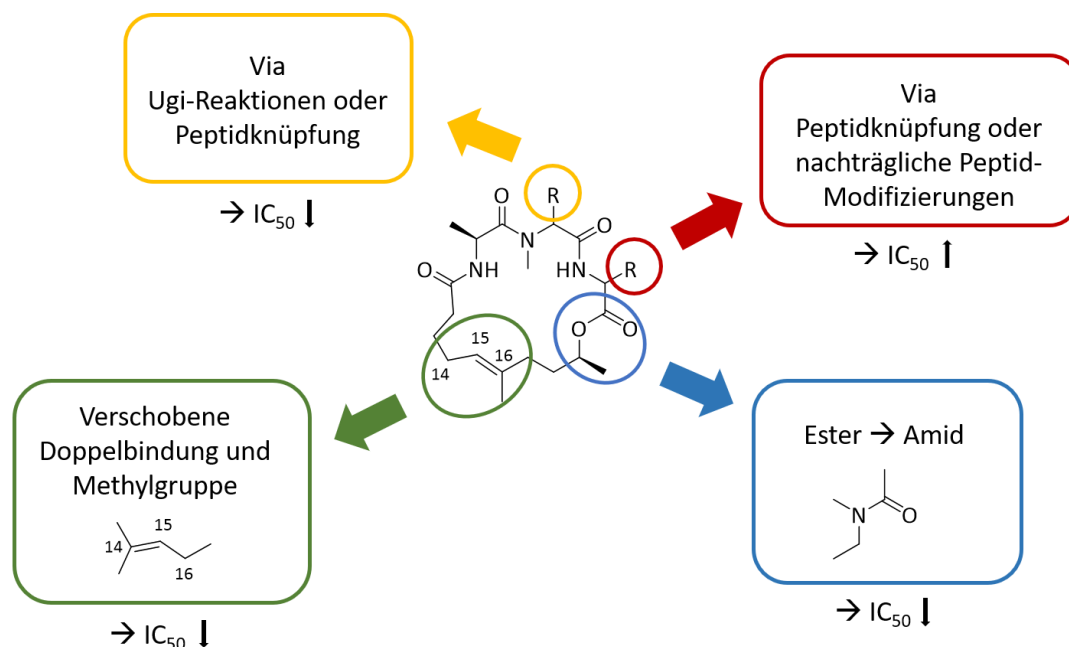 Via
Ugi-Reaktionen oder
Peptidknüpfung
→ IC50 ⬇
Via
Peptidknüpfung oder
nachträgliche Peptid-
Modifizierungen
→ IC50 ⬆
O
R
N
O
O
NH
HN
R
O
O
15
16
14
Verschobene
Doppelbindung und
Methylgruppe
15
14
16
→ IC50 ⬇
Ester → Amid
N
O
→ IC50 ⬇